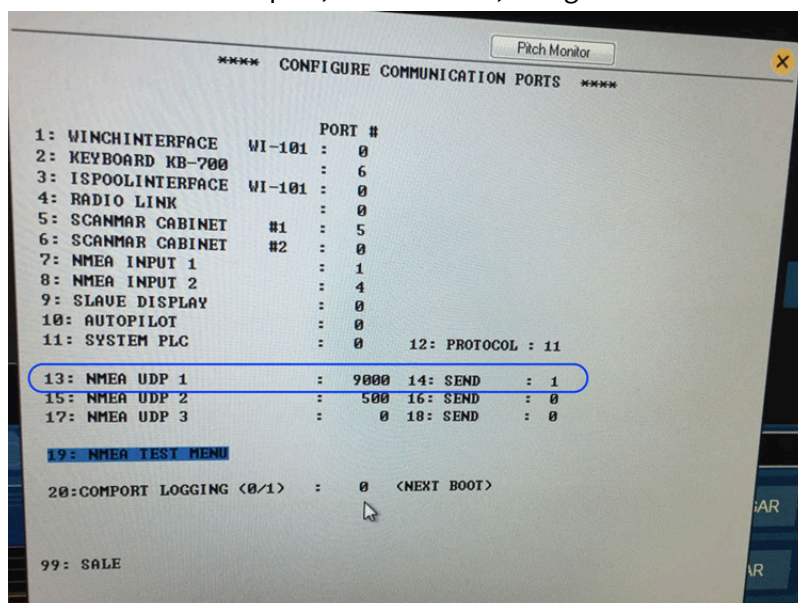 Pitch Monitor
**** CONFIGURE COMMUNICATION PORTS ****
PORT #
1: WINCHINTERFACE WI-101 : 0
2: KEYBOARD KB-700 : 6
3: ISPOOLINTERFACE WI-101 : 0
4: RADIO LINK : 0
5: SCANMAR CABINET #1 : 5
6: SCANMAR CABINET #2 : 0
7: NMEA INPUT 1 : 1
8: NMEA INPUT 2 : 4
9: SLAVE DISPLAY : 0
10: AUTOPILOT : 0
11: SYSTEM PLC : 0 12: PROTOCOL : 11
13: NMEA UDP 1 : 9000 14: SEND : 1
15: NMEA UDP 2 : 500 16: SEND : 0
17: NMEA UDP 3 : 0 18: SEND : 0
19: NMEA TEST MENU
20:COMPORT LOGGING <0/1> : 0 <NEXT BOOT>
99: SALE